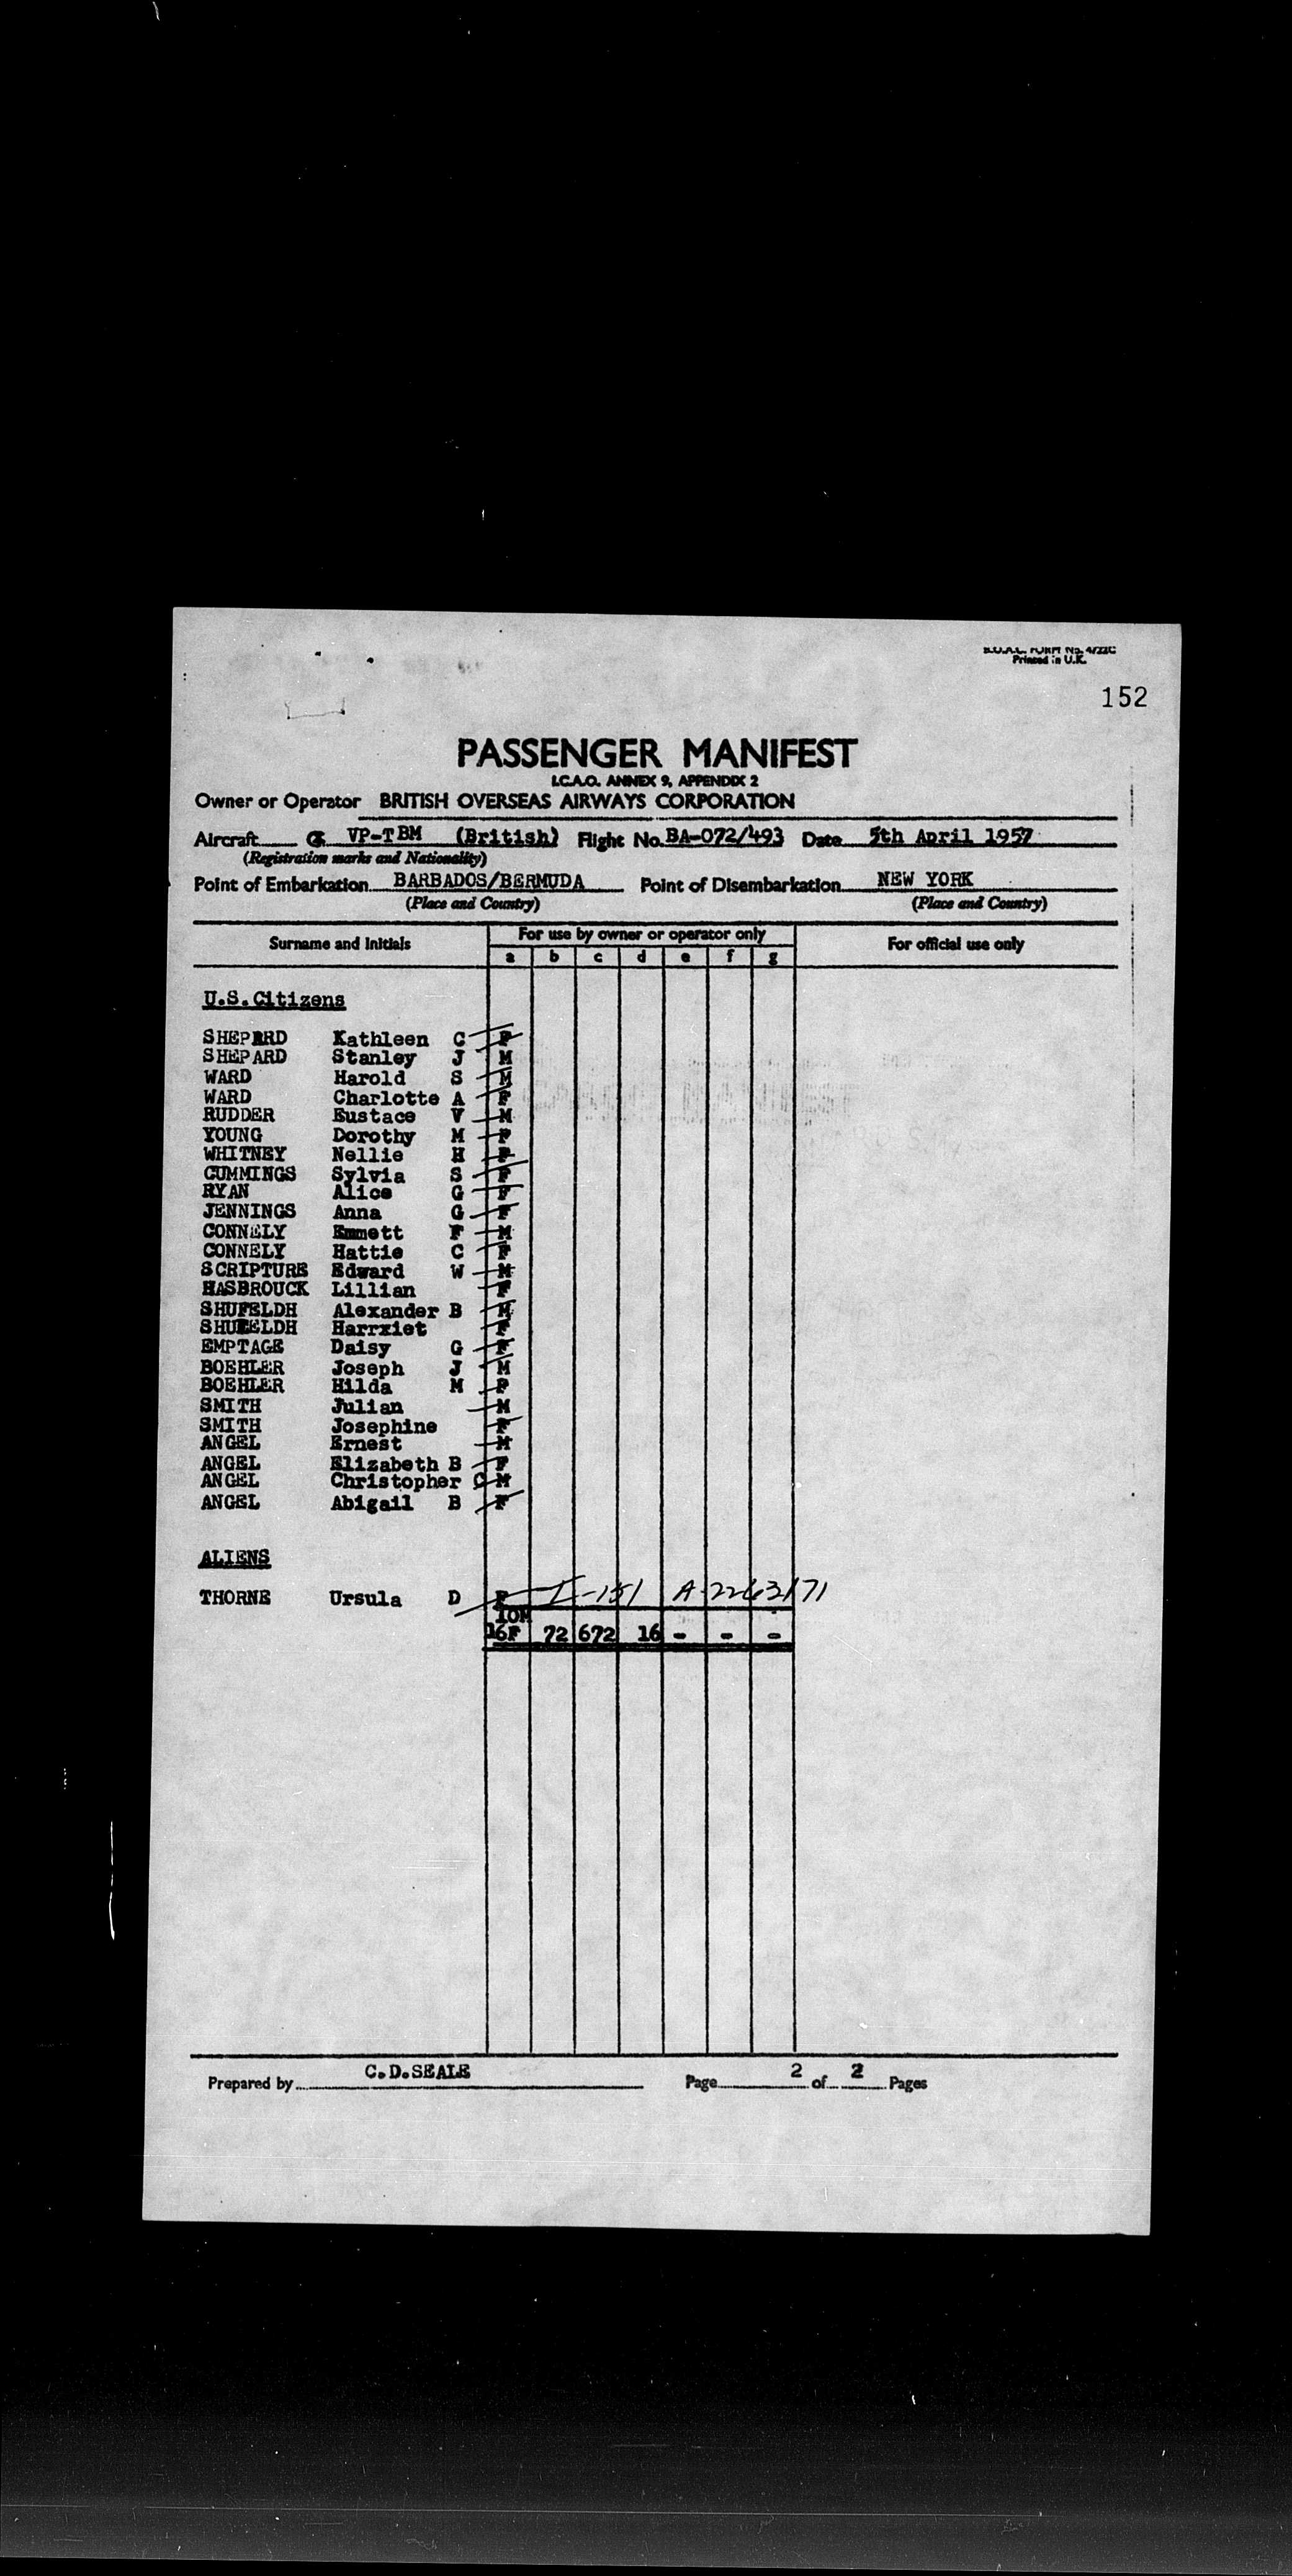 B.O.A.C. FORM No. 4/22C
Printed in U.K.
152
PASSENGER MANIFEST
I.C.A.O. ANNEX 9, APPENDIX 2
Owner or Operator BRITISH OVERSEAS AIRWAYS CORPORATION
Aircraft VP-TBM (British) Flight No. BA-072/493 Date 5th April 1957
(Registration marks and Nationality)
Point of Embarkation BARBADOS/BERMUDA Point of Disembarkation NEW YORK
(Place and Country) (Place and Country)
Surname and Initials For use by owner or operator only For official use only
a b c d e f g
U.S.Citizens
SHEPARD Kathleen C F
SHEPARD Stanley J M
WARD Harold S M
WARD Charlotte A F
RUDDER Eustace V M
YOUNG Dorothy M F
WHITNEY Nellie H F
CUMMINGS Sylvia S F
RYAN Alice G F
JENNINGS Anna G F
CONNELY Emmett F M
CONNELY Hattie C F
SCRIPTURE Edward W M
HASBROUCK Lillian F
SHUFELDH Alexander B M
SHUFELDH Harrxiet F
EMPTAGE Daisy G F
BOEHLER Joseph J M
BOEHLER Hilda M F
SMITH Julian M
SMITH Josephine F
ANGEL Ernest M
ANGEL Elizabeth B F
ANGEL Christopher C M
ANGEL Abigail B F
ALIENS
THORNE Ursula D F I-151 A-2263171
10M
16F 72 672 16 - - -
Prepared by C.D.SEALE Page 2 of 2 Pages